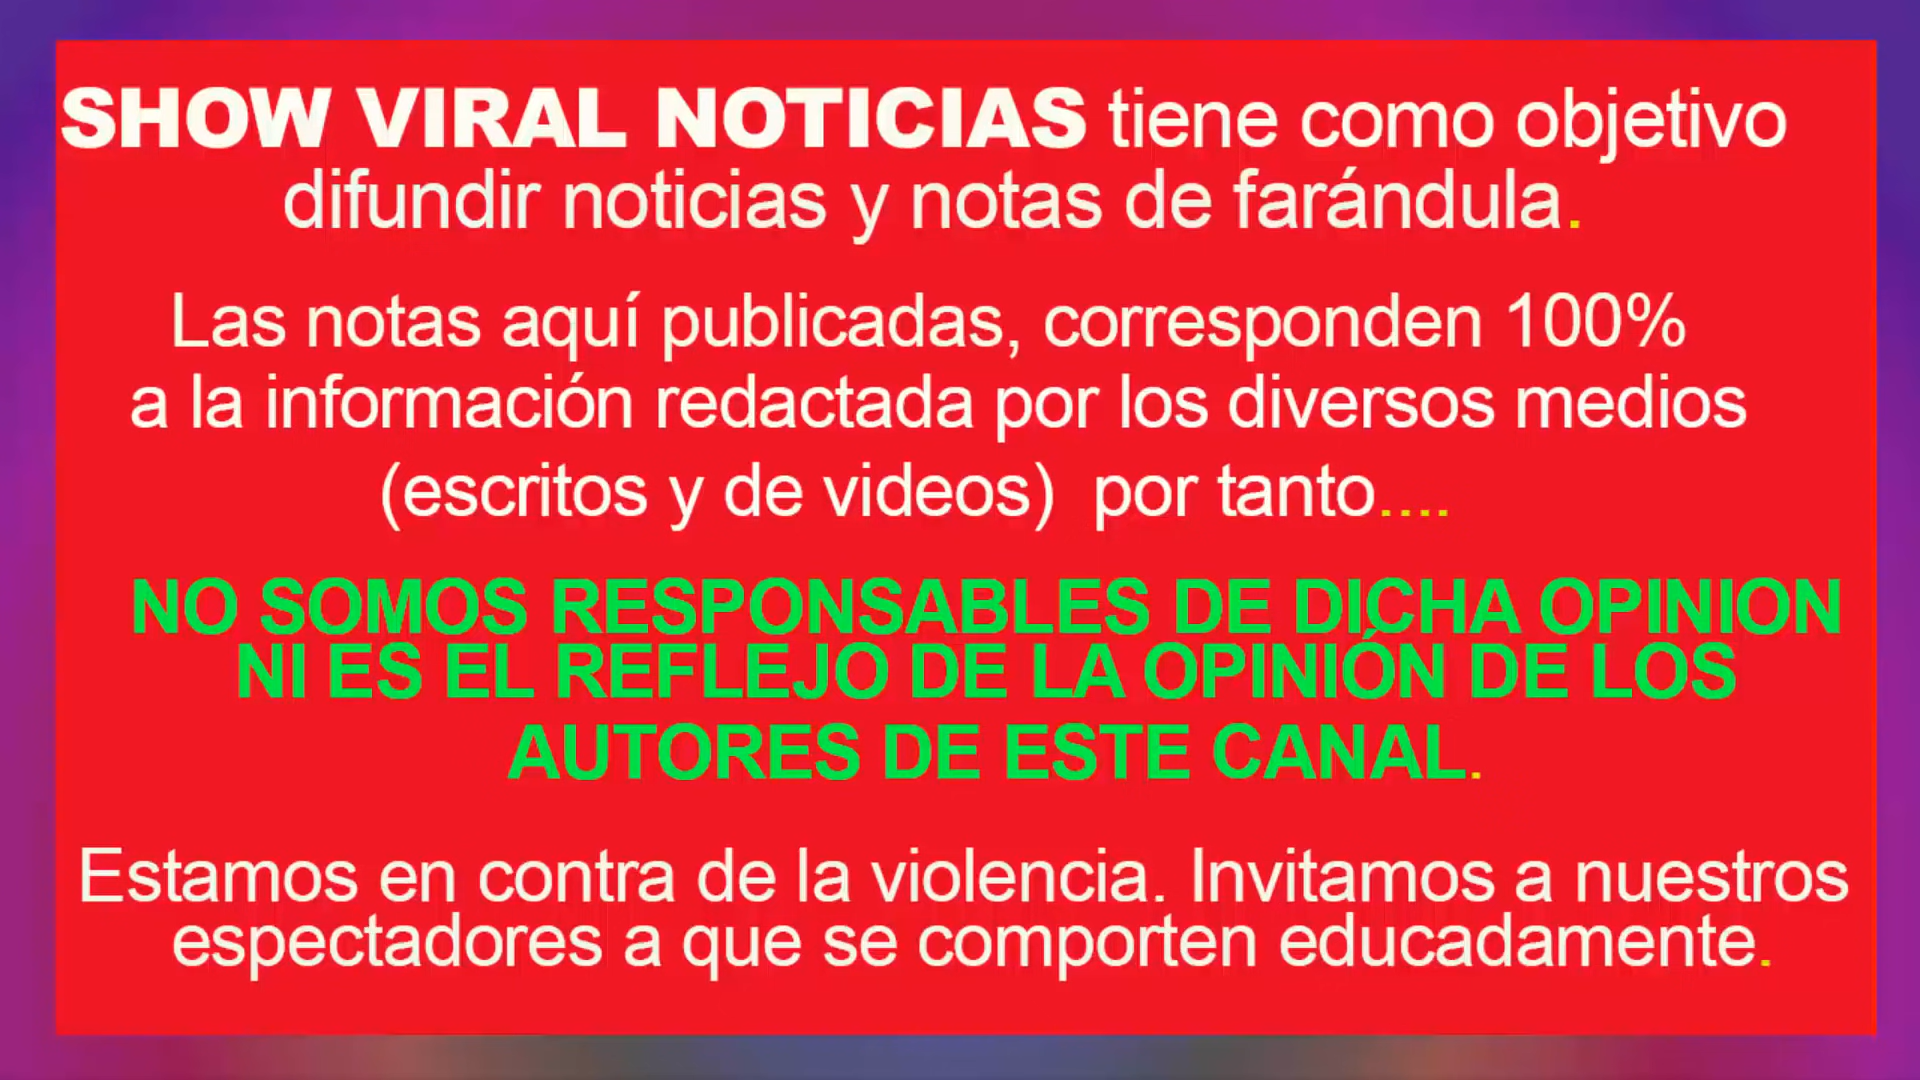 SHOW VIRAL NOTICIAS tiene como objetivo
difundir noticias y notas de farándula.
Las notas aquí publicadas, corresponden 100%
a la información redactada por los diversos medios
(escritos y de videos) por tanto....
NO SOMOS RESPONSABLES DE DICHA OPINION
NI ES EL REFLEJO DE LA OPINIÓN DE LOS
AUTORES DE ESTE CANAL.
Estamos en contra de la violencia. Invitamos a nuestros
espectadores a que se comporten educadamente.